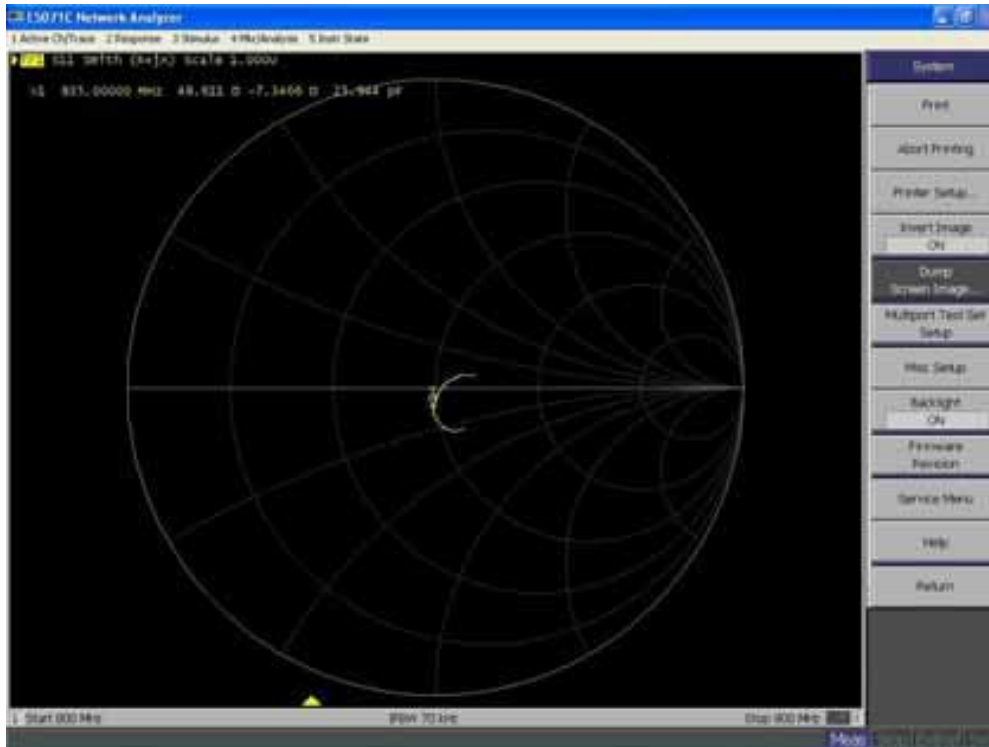 E5071C Network Analyzer
1 Active Ch/Trace 2 Response 3 Stimulus 4 Mkr/Analysis 5 Instr State
S11 Smith (R+jX) Scale 1.000U
>1 835.00000 MHz
System
Print
Abort Printing
Printer Setup...
Invert Image
ON
Dump
Screen Image...
Multiport Test Set
Setup
Misc Setup
Backlight
ON
Firmware
Revision
Service Menu
Help
Return
1 Start 800 MHz IFBW 70 kHz Stop 900 MHz
Meas